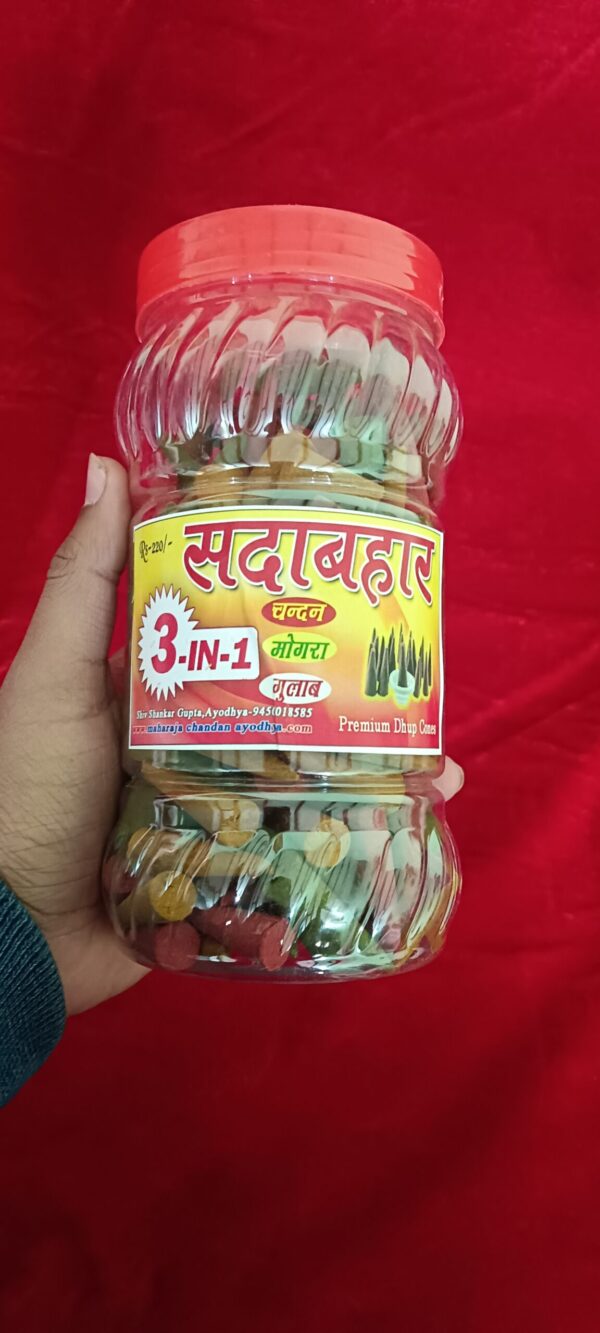 Rs-220/-
सदाबहार
चन्दन
3-IN-1
मोगरा
गुलाब
Shiv Shankar Gupta,Ayodhya-9450018585
www.maharaja chandan ayodhya.com
Premium Dhup Cones